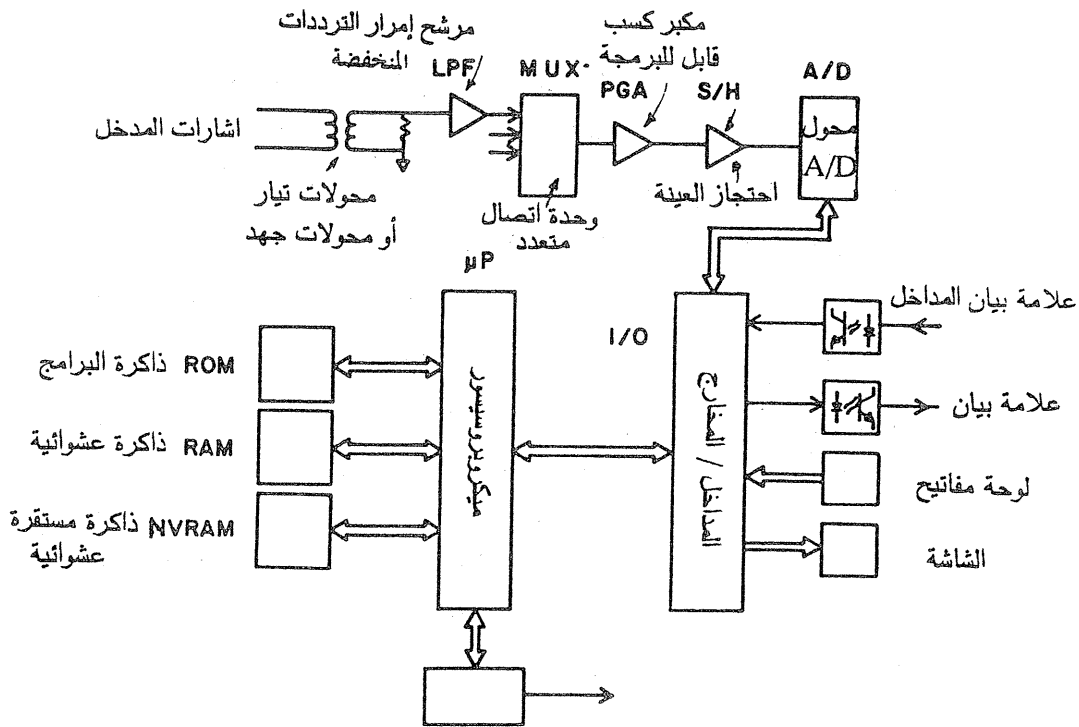 مرشح إمرار الترددات
المنخفضة
LPF
MUX
مكبر كسب
قابل للبرمجة
PGA
S/H
A/D
اشارات المدخل
محول
A/D
محولات تيار
أو محولات جهد
وحدة اتصال
متعدد
احتجاز العينة
µP
I/O
علامة بيان المداخل
ROM ذاكرة البرامج
ميكروبروسيسور
المداخل / المخارج
علامة بيان
RAM ذاكرة عشوائية
لوحة مفاتيح
NVRAM ذاكرة مستقرة
عشوائية
الشاشة